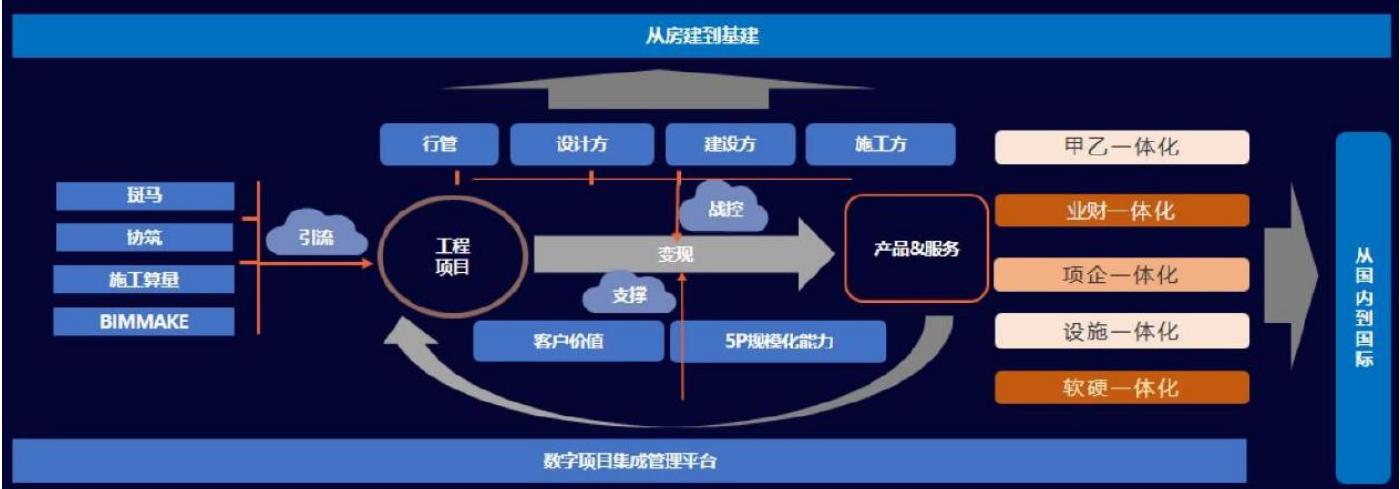 从房建到基建
行管
设计方
建设方
施工方
斑马
协筑
施工算量
BIMMAKE
引流
工程
项目
战控
变现
支撑
产品&服务
客户价值
5P规模化能力
甲乙一体化
业财一体化
项企一体化
设施一体化
软硬一体化
从国内到国际
数字项目集成管理平台